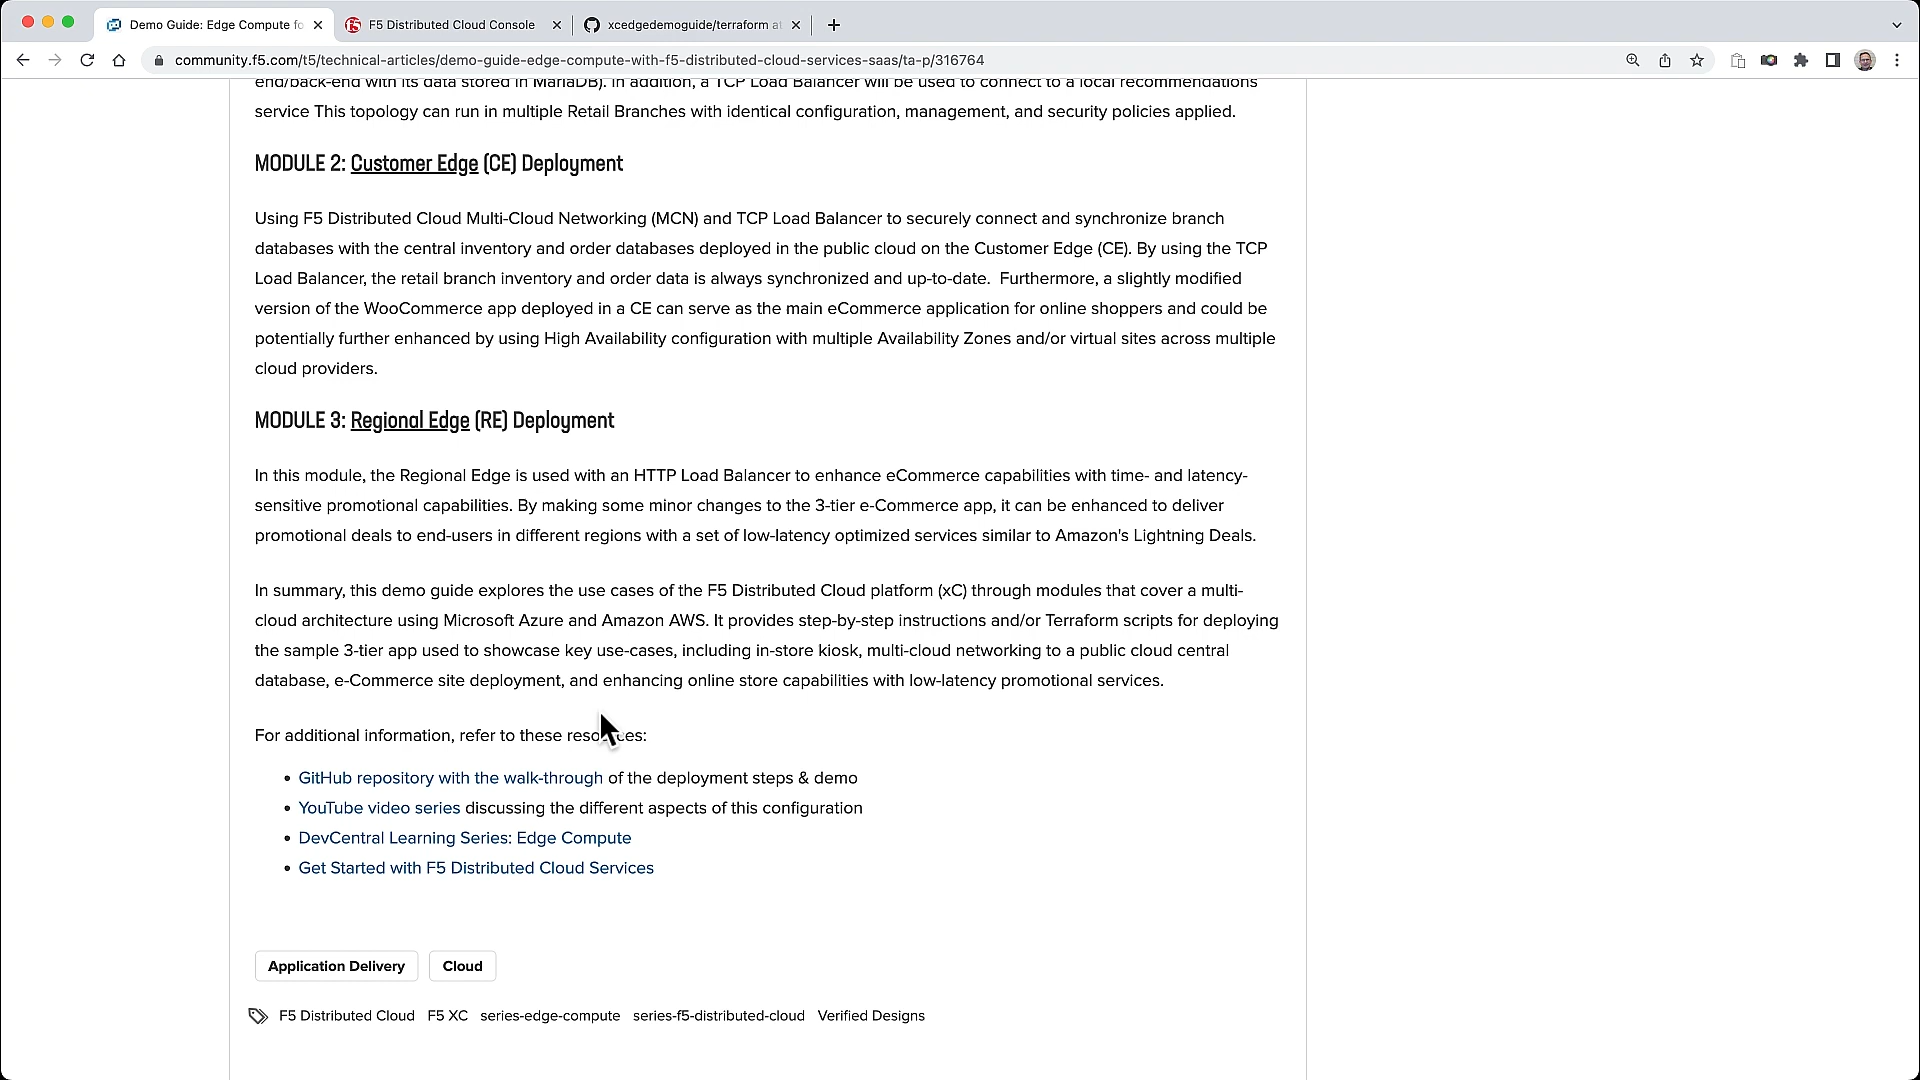 Demo Guide: Edge Compute fo
F5 Distributed Cloud Console
xcedgedemoguide/terraform at
community.f5.com/t5/technical-articles/demo-guide-edge-compute-with-f5-distributed-cloud-services-saas/ta-p/316764
end/back-end with its data stored in MariaDB). In addition, a TCP Load Balancer will be used to connect to a local recommendations
service This topology can run in multiple Retail Branches with identical configuration, management, and security policies applied.
MODULE 2: Customer Edge (CE) Deployment
Using F5 Distributed Cloud Multi-Cloud Networking (MCN) and TCP Load Balancer to securely connect and synchronize branch
databases with the central inventory and order databases deployed in the public cloud on the Customer Edge (CE). By using the TCP
Load Balancer, the retail branch inventory and order data is always synchronized and up-to-date. Furthermore, a slightly modified
version of the WooCommerce app deployed in a CE can serve as the main eCommerce application for online shoppers and could be
potentially further enhanced by using High Availability configuration with multiple Availability Zones and/or virtual sites across multiple
cloud providers.
MODULE 3: Regional Edge (RE) Deployment
In this module, the Regional Edge is used with an HTTP Load Balancer to enhance eCommerce capabilities with time- and latency-
sensitive promotional capabilities. By making some minor changes to the 3-tier e-Commerce app, it can be enhanced to deliver
promotional deals to end-users in different regions with a set of low-latency optimized services similar to Amazon's Lightning Deals.
In summary, this demo guide explores the use cases of the F5 Distributed Cloud platform (xC) through modules that cover a multi-
cloud architecture using Microsoft Azure and Amazon AWS. It provides step-by-step instructions and/or Terraform scripts for deploying
the sample 3-tier app used to showcase key use-cases, including in-store kiosk, multi-cloud networking to a public cloud central
database, e-Commerce site deployment, and enhancing online store capabilities with low-latency promotional services.
For additional information, refer to these resources:
• GitHub repository with the walk-through of the deployment steps & demo
• YouTube video series discussing the different aspects of this configuration
• DevCentral Learning Series: Edge Compute
• Get Started with F5 Distributed Cloud Services
Application Delivery Cloud
F5 Distributed Cloud F5 XC series-edge-compute series-f5-distributed-cloud Verified Designs